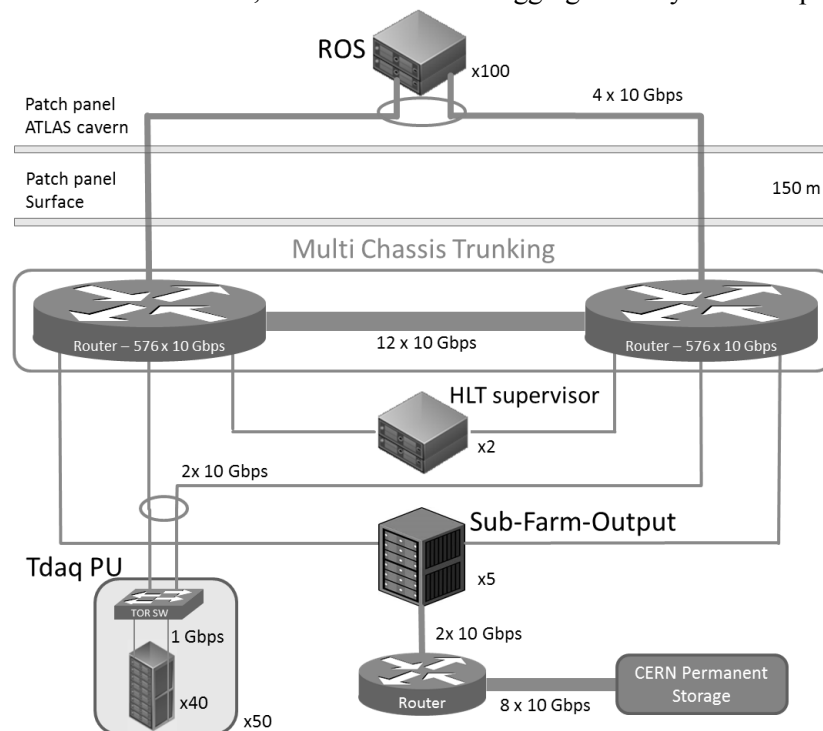 ROS
x100
4 x 10 Gbps
Patch panel
ATLAS cavern
Patch panel
Surface
150 m
Multi Chassis Trunking
Router – 576 x 10 Gbps
12 x 10 Gbps
Router – 576 x 10 Gbps
HLT supervisor
x2
2x 10 Gbps
Sub-Farm-Output
x5
Tdaq PU
TOR SW
1 Gbps
x40
x50
2x 10 Gbps
Router
8 x 10 Gbps
CERN Permanent
Storage